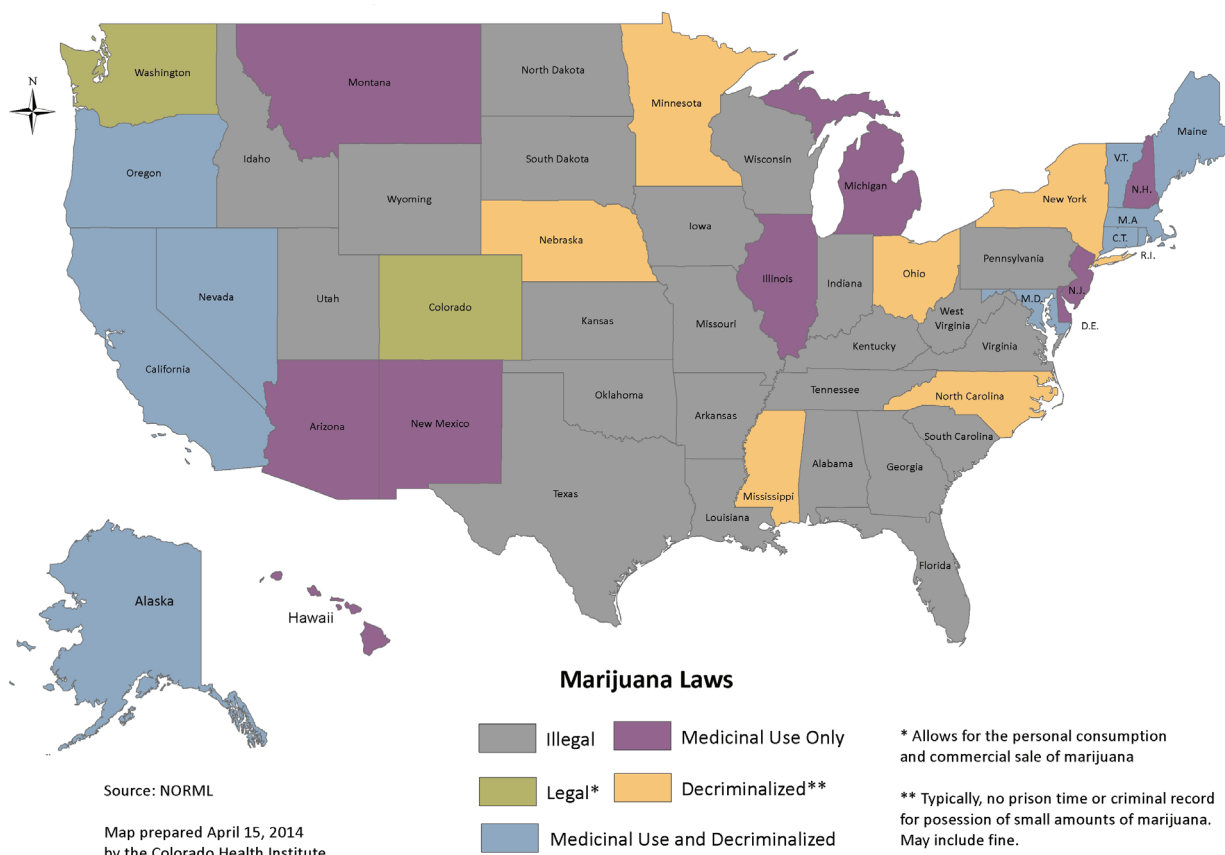 N
Washington
Montana
North Dakota
Minnesota
Maine
Oregon
Idaho
South Dakota
Wisconsin
Michigan
V.T.
N.H.
Wyoming
New York
M.A
Iowa
Nebraska
C.T.
R.I.
Nevada
Utah
Colorado
Illinois
Indiana
Ohio
Pennsylvania
N.J.
M.D.
D.E.
Kansas
Missouri
West
Virginia
Virginia
Kentucky
California
Arizona
New Mexico
Oklahoma
Arkansas
Tennessee
North Carolina
South Carolina
Texas
Mississippi
Alabama
Georgia
Louisiana
Florida
Alaska
Hawaii
Marijuana Laws
Illegal
Medicinal Use Only
Legal*
Decriminalized**
Medicinal Use and Decriminalized
* Allows for the personal consumption
and commercial sale of marijuana
** Typically, no prison time or criminal record
for posession of small amounts of marijuana.
May include fine.
Source: NORML
Map prepared April 15, 2014
by the Colorado Health Institute